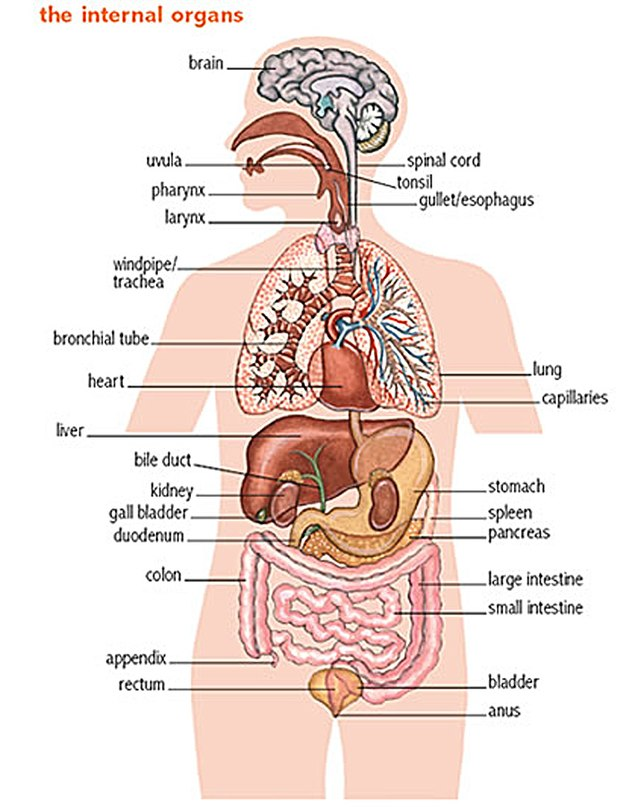 the internal organs
brain
uvula
spinal cord
tonsil
pharynx
gullet/esophagus
larynx
windpipe/
trachea
bronchial tube
lung
heart
capillaries
liver
bile duct
kidney
stomach
gall bladder
spleen
duodenum
pancreas
colon
large intestine
small intestine
appendix
rectum
bladder
anus